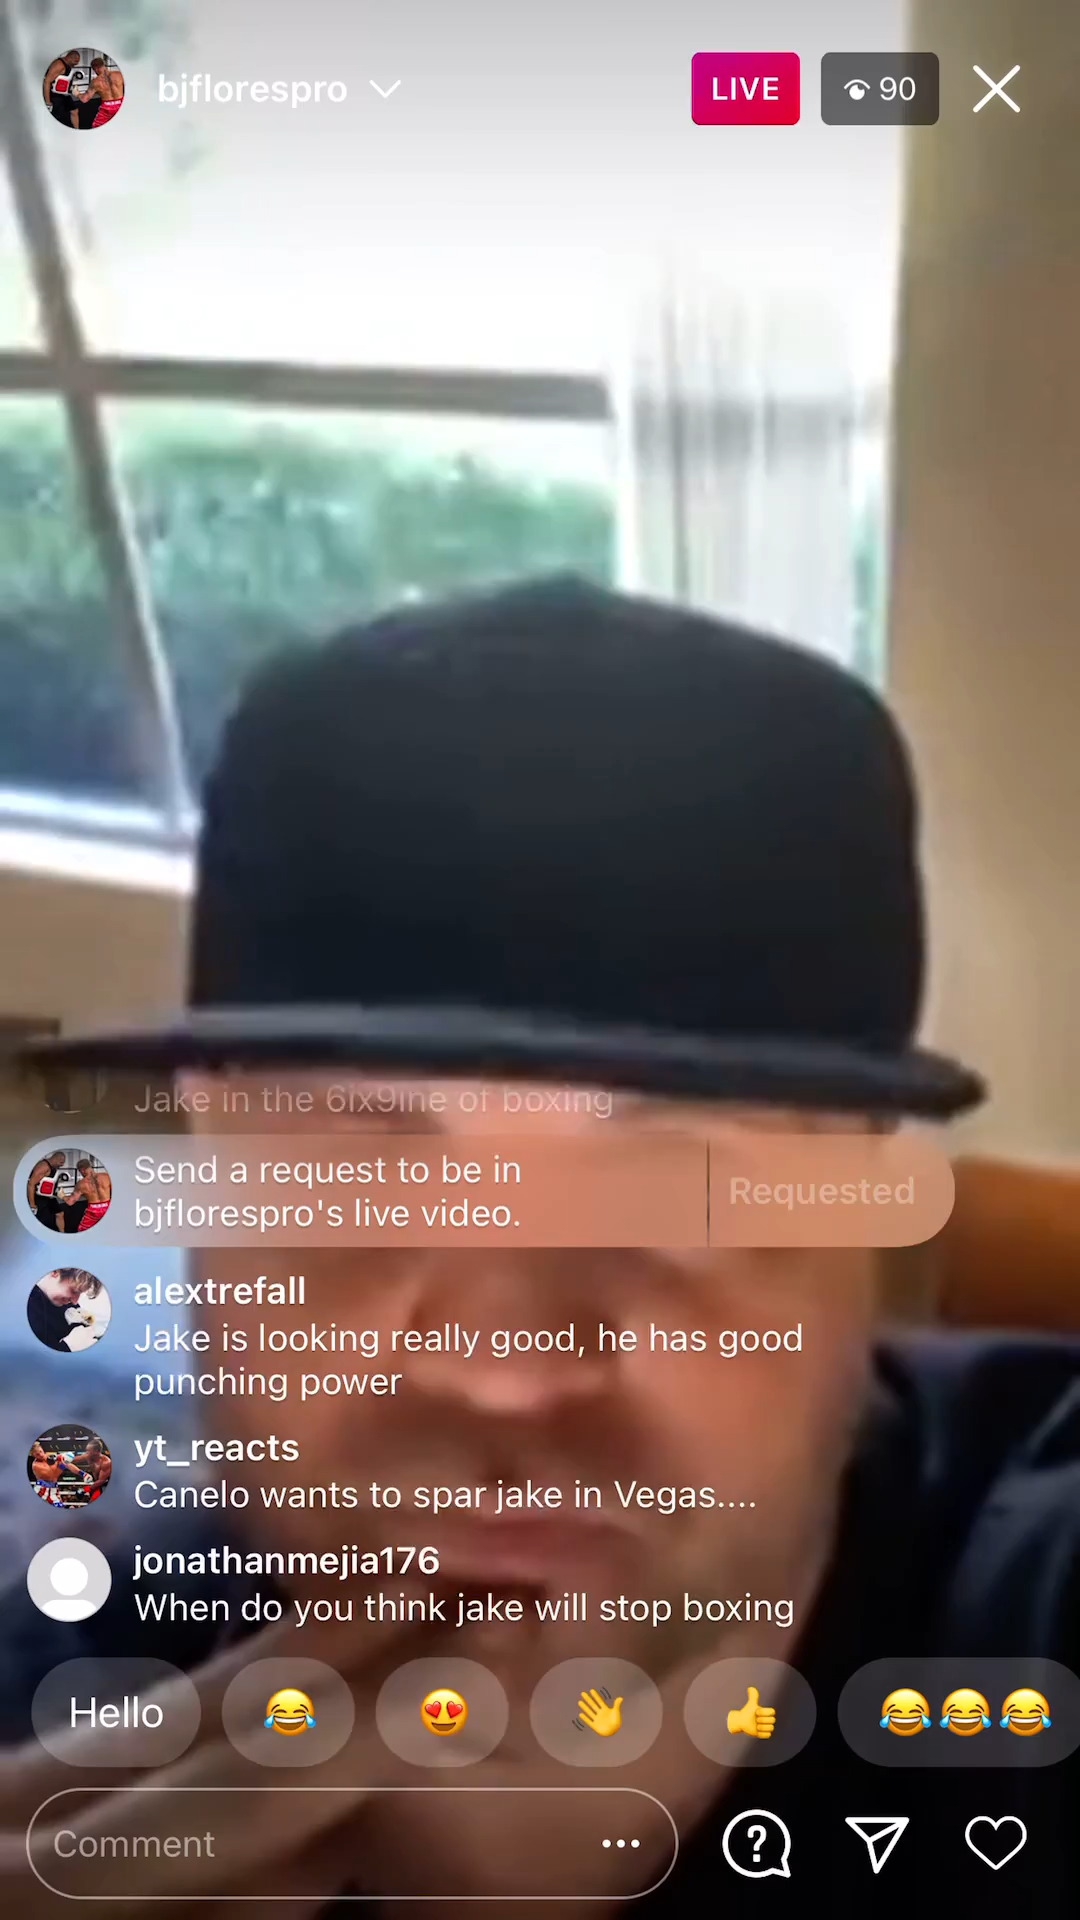 bjflorespro
LIVE
90
Jake in the 6ix9ine of boxing
Send a request to be in
bjflorespro's live video.
Requested
alextrefall
Jake is looking really good, he has good
punching power
yt_reacts
Canelo wants to spar jake in Vegas....
jonathanmejia176
When do you think jake will stop boxing
Hello
😂
😍
👋
👍
😂😂😂
Comment